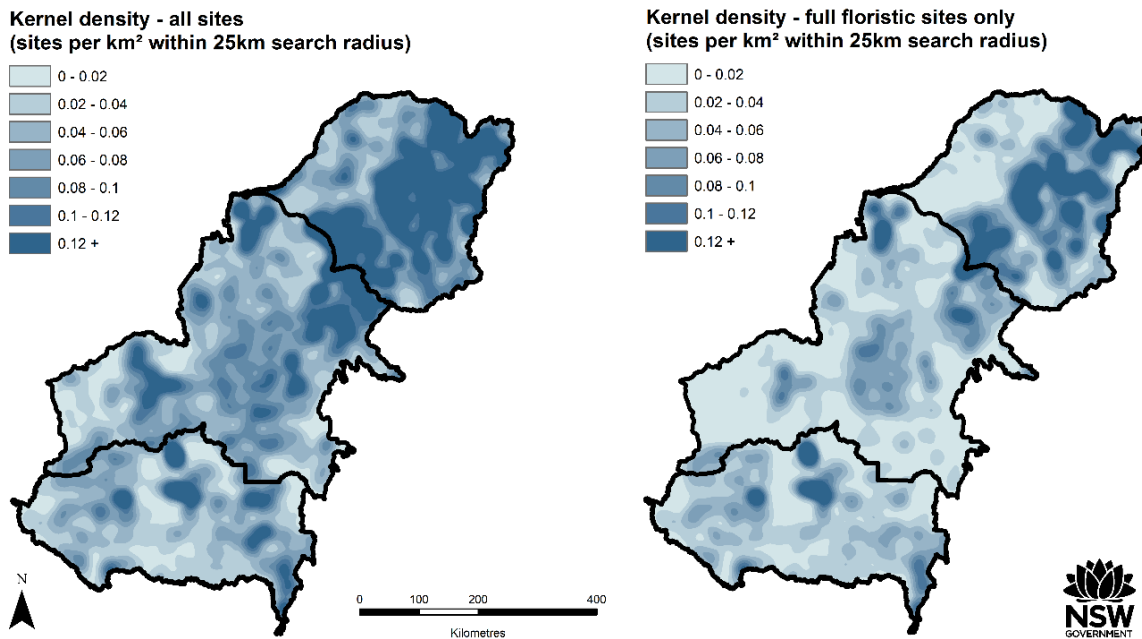 Kernel density - all sites
(sites per km² within 25km search radius)
0 - 0.02
0.02 - 0.04
0.04 - 0.06
0.06 - 0.08
0.08 - 0.1
0.1 - 0.12
0.12 +
Kernel density - full floristic sites only
(sites per km² within 25km search radius)
0 - 0.02
0.02 - 0.04
0.04 - 0.06
0.06 - 0.08
0.08 - 0.1
0.1 - 0.12
0.12 +
N
0 100 200 400
Kilometres
NSW
GOVERNMENT